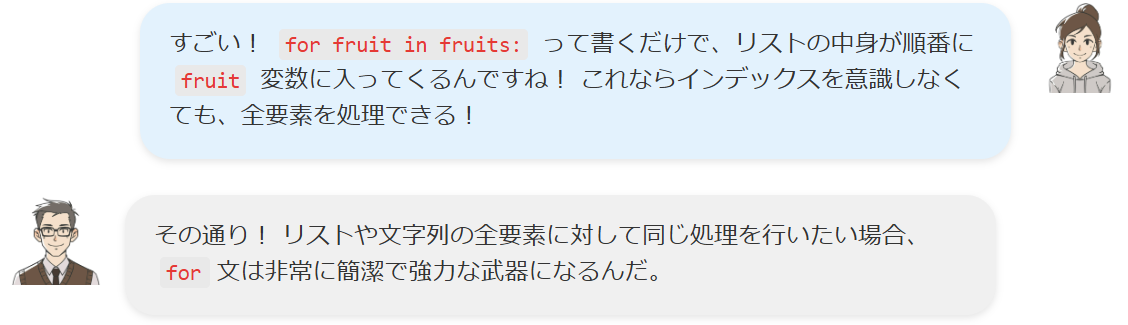 すごい！ for fruit in fruits: って書くだけで、リストの中身が順番に
fruit 変数に入ってくるんですね！ これならインデックスを意識しなく
ても、全要素を処理できる！
その通り！ リストや文字列の全要素に対して同じ処理を行いたい場合、
for 文は非常に簡潔で強力な武器になるんだ。